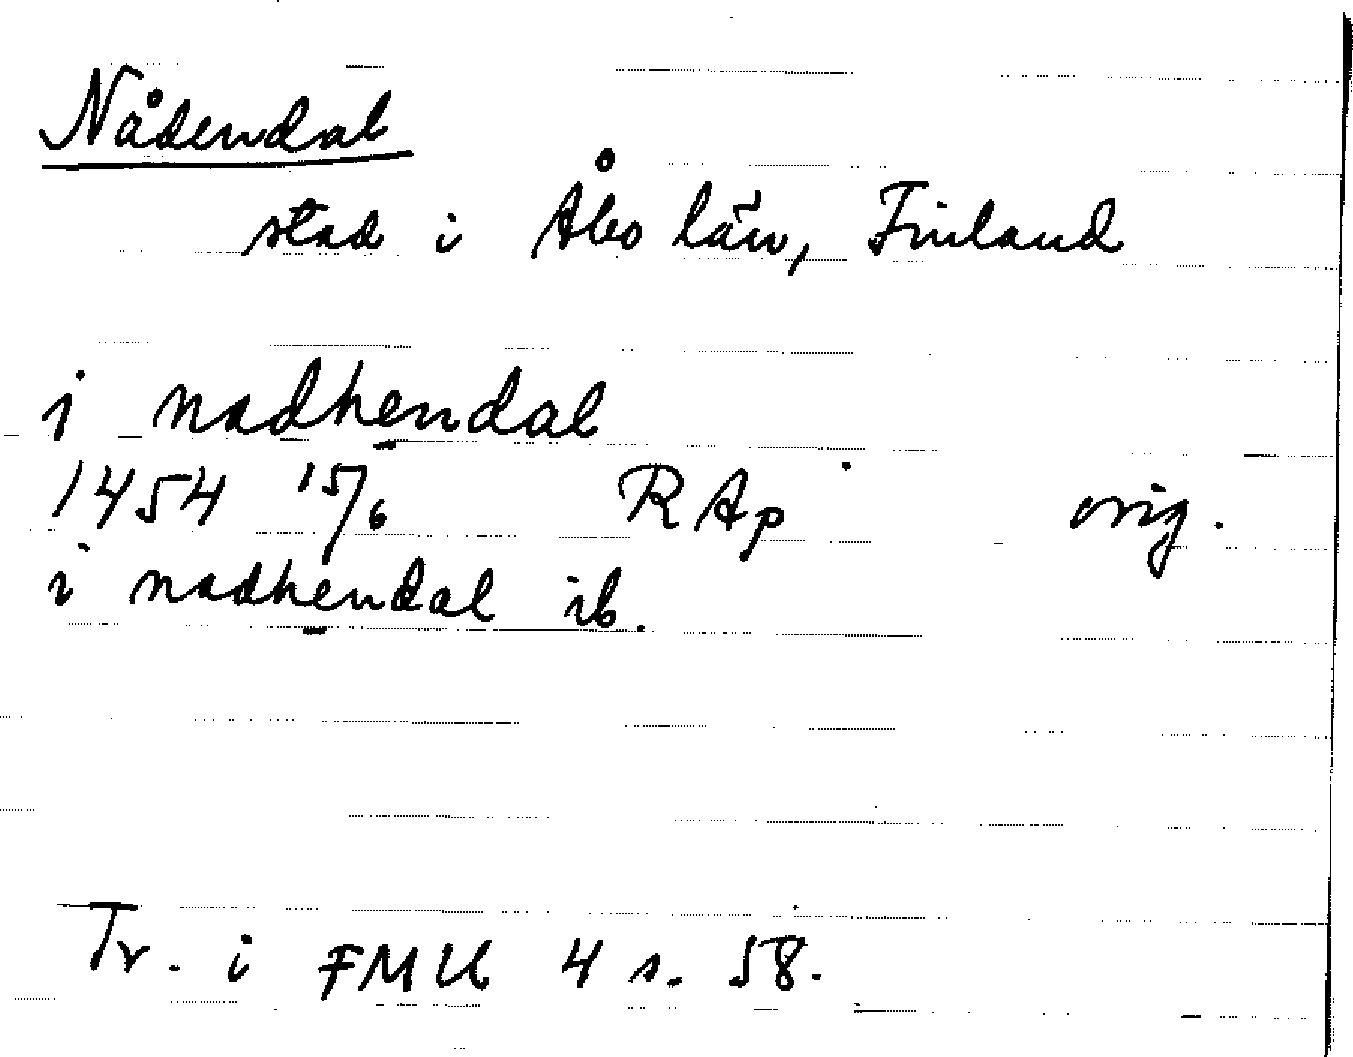 Nådendal
stad i Åbo län, Finland
i nadhendal
1454 15/6 RAp orig.
i nadhendal ib.
Tr. i FMU 4 s. 58.